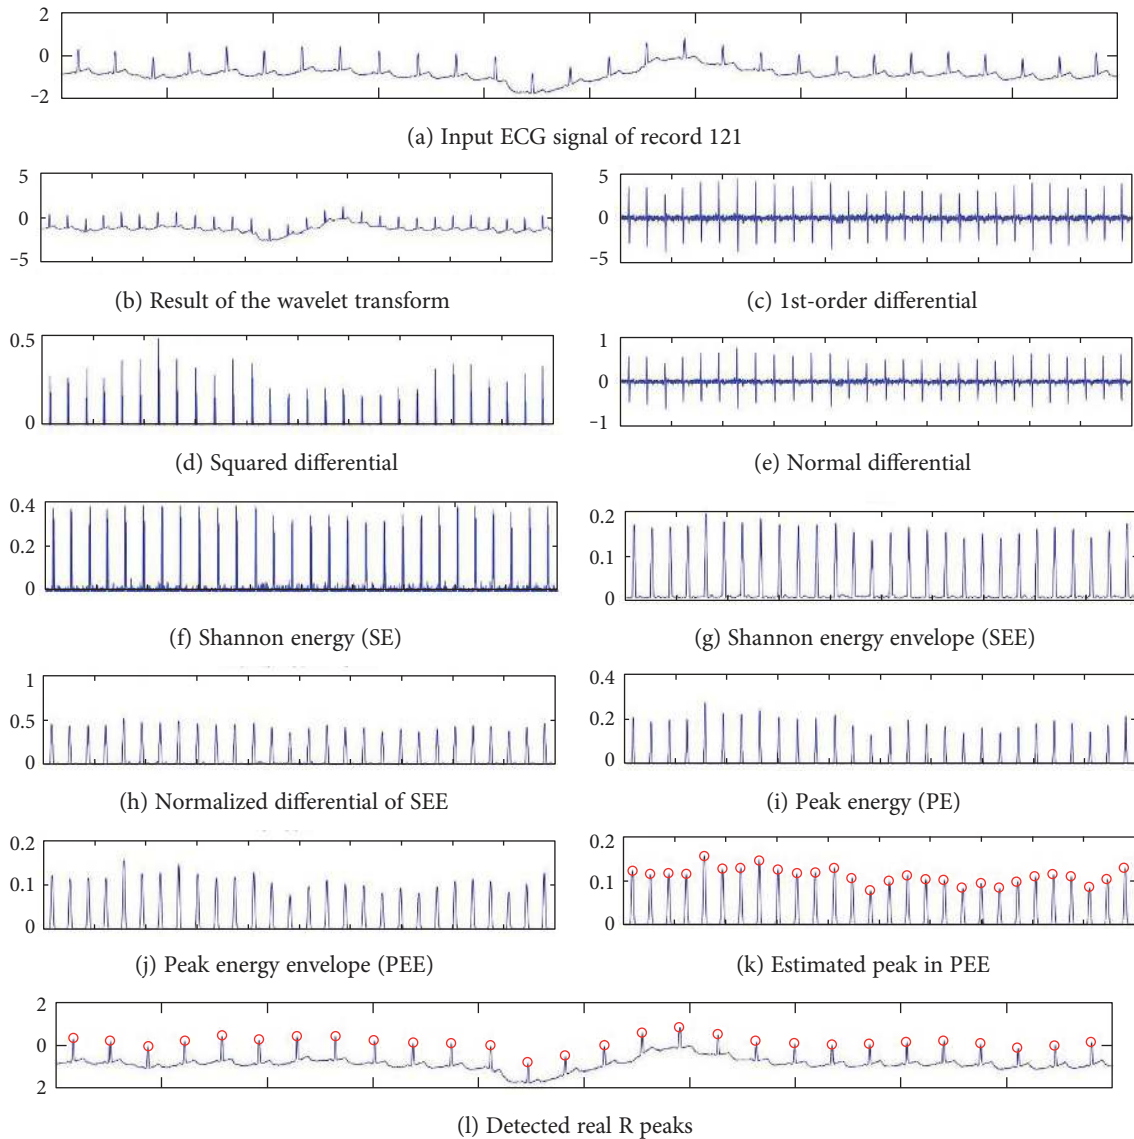 2
0
−2
(a) Input ECG signal of record 121
5
0
−5
(b) Result of the wavelet transform
5
0
−5
(c) 1st-order differential
0.5
0
(d) Squared differential
1
0
−1
(e) Normal differential
0.4
0.2
0
(f) Shannon energy (SE)
0.2
0.1
0
(g) Shannon energy envelope (SEE)
1
0.5
0
(h) Normalized differential of SEE
0.4
0.2
0
(i) Peak energy (PE)
0.2
0.1
0
(j) Peak energy envelope (PEE)
0.2
0.1
0
(k) Estimated peak in PEE
2
0
2
(l) Detected real R peaks